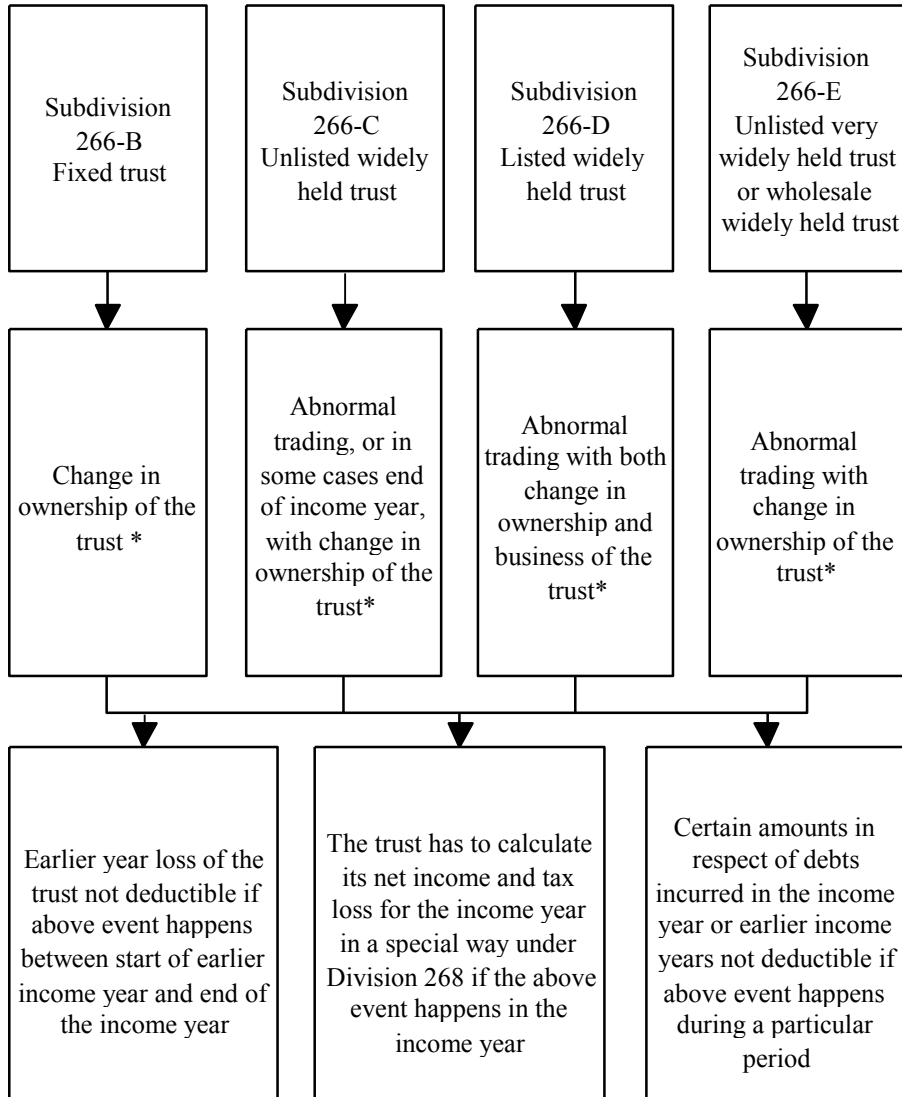 Subdivision
266-B
Fixed trust
Subdivision
266-C
Unlisted widely
held trust
Subdivision
266-D
Listed widely
held trust
Subdivision
266-E
Unlisted very
widely held trust
or wholesale
widely held trust
Change in
ownership of the
trust *
Abnormal
trading, or in
some cases end
of income year,
with change in
ownership of the
trust*
Abnormal
trading with both
change in
ownership and
business of the
trust*
Abnormal
trading with
change in
ownership of the
trust*
Earlier year loss of the
trust not deductible if
above event happens
between start of earlier
income year and end of
the income year
The trust has to calculate
its net income and tax
loss for the income year
in a special way under
Division 268 if the above
event happens in the
income year
Certain amounts in
respect of debts
incurred in the income
year or earlier income
years not deductible if
above event happens
during a particular
period